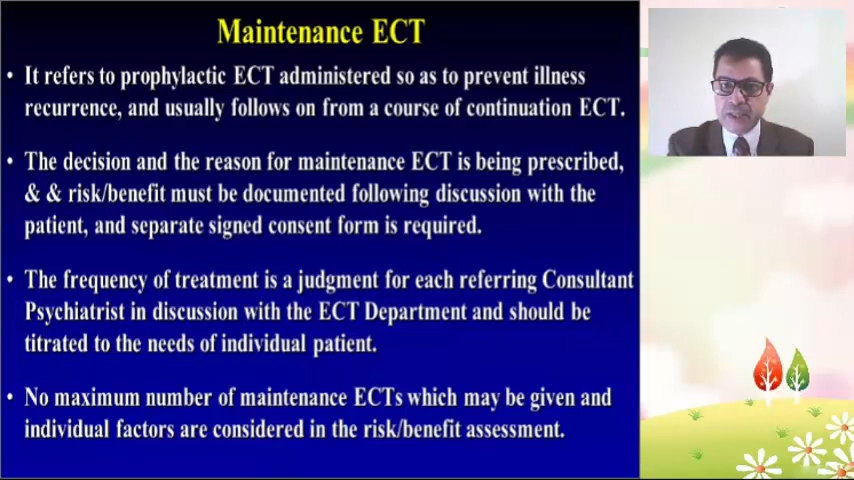 Maintenance ECT
• It refers to prophylactic ECT administered so as to prevent illness
recurrence, and usually follows on from a course of continuation ECT.
• The decision and the reason for maintenance ECT is being prescribed,
& & risk/benefit must be documented following discussion with the
patient, and separate signed consent form is required.
• The frequency of treatment is a judgment for each referring Consultant
Psychiatrist in discussion with the ECT Department and should be
titrated to the needs of individual patient.
• No maximum number of maintenance ECTs which may be given and
individual factors are considered in the risk/benefit assessment.